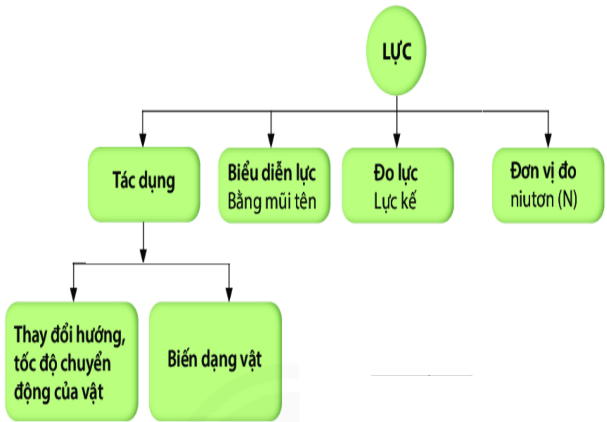 LỰC
Tác dụng
Biểu diễn lực
Bằng mũi tên
Đo lực
Lực kế
Đơn vị đo
niutơn (N)
Thay đổi hướng,
tốc độ chuyển
động của vật
Biến dạng vật